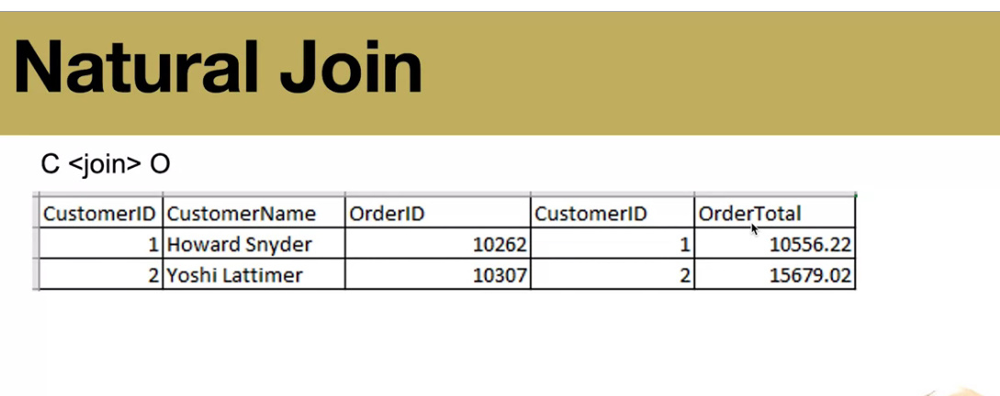 Natural Join
C <join> O
CustomerID CustomerName OrderID CustomerID OrderTotal
1 Howard Snyder 10262 1 10556.22
2 Yoshi Lattimer 10307 2 15679.02